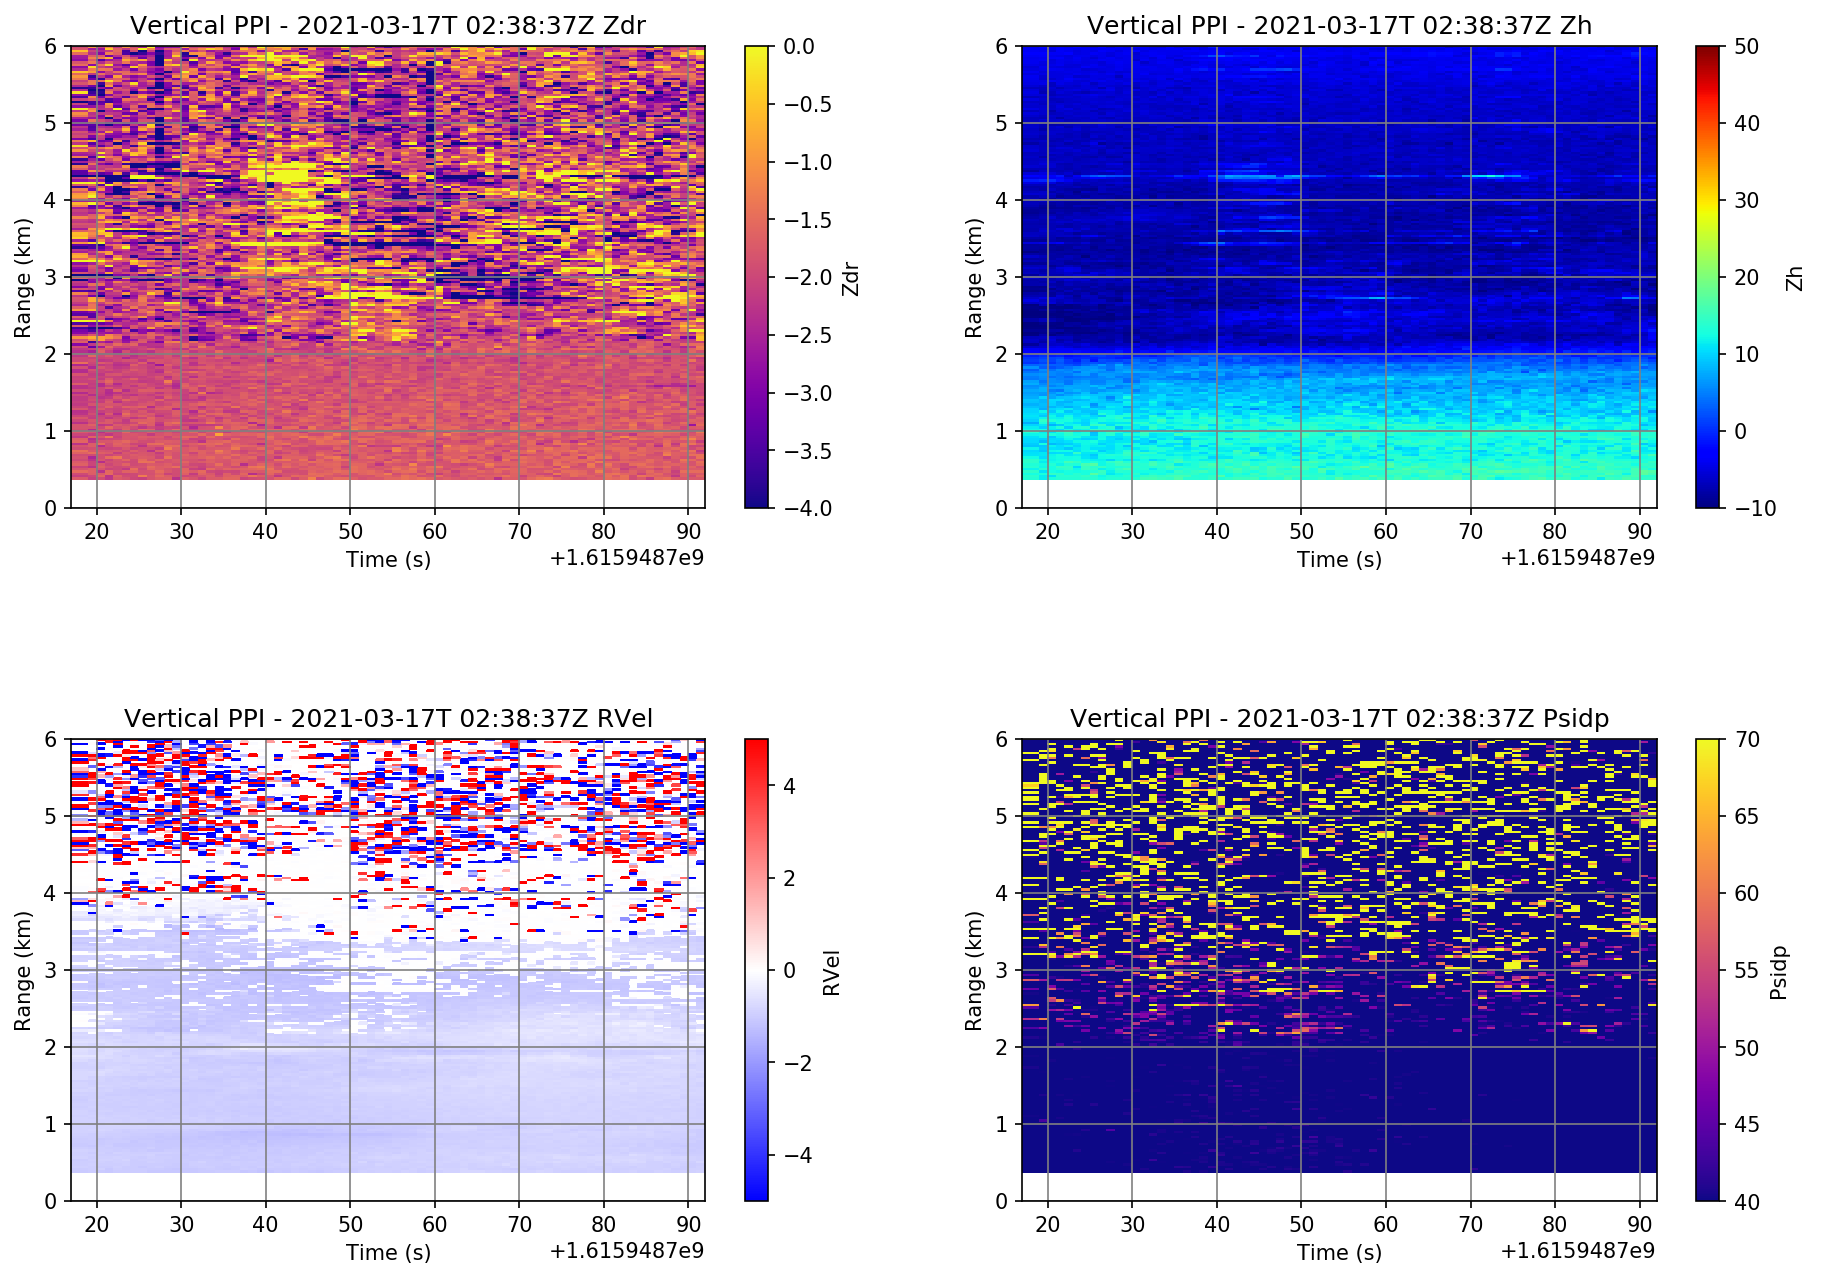 Vertical PPI - 2021-03-17T 02:38:37Z Zdr
6
5
4
3
2
1
0
Range (km)
20 30 40 50 60 70 80 90
Time (s)
+1.6159487e9
0.0
−0.5
−1.0
−1.5
−2.0
−2.5
−3.0
−3.5
−4.0
Zdr
Vertical PPI - 2021-03-17T 02:38:37Z Zh
6
5
4
3
2
1
0
Range (km)
20 30 40 50 60 70 80 90
Time (s)
+1.6159487e9
50
40
30
20
10
0
−10
Zh
Vertical PPI - 2021-03-17T 02:38:37Z RVel
6
5
4
3
2
1
0
Range (km)
20 30 40 50 60 70 80 90
Time (s)
+1.6159487e9
4
2
0
−2
−4
RVel
Vertical PPI - 2021-03-17T 02:38:37Z Psidp
6
5
4
3
2
1
0
Range (km)
20 30 40 50 60 70 80 90
Time (s)
+1.6159487e9
70
65
60
55
50
45
40
Psidp